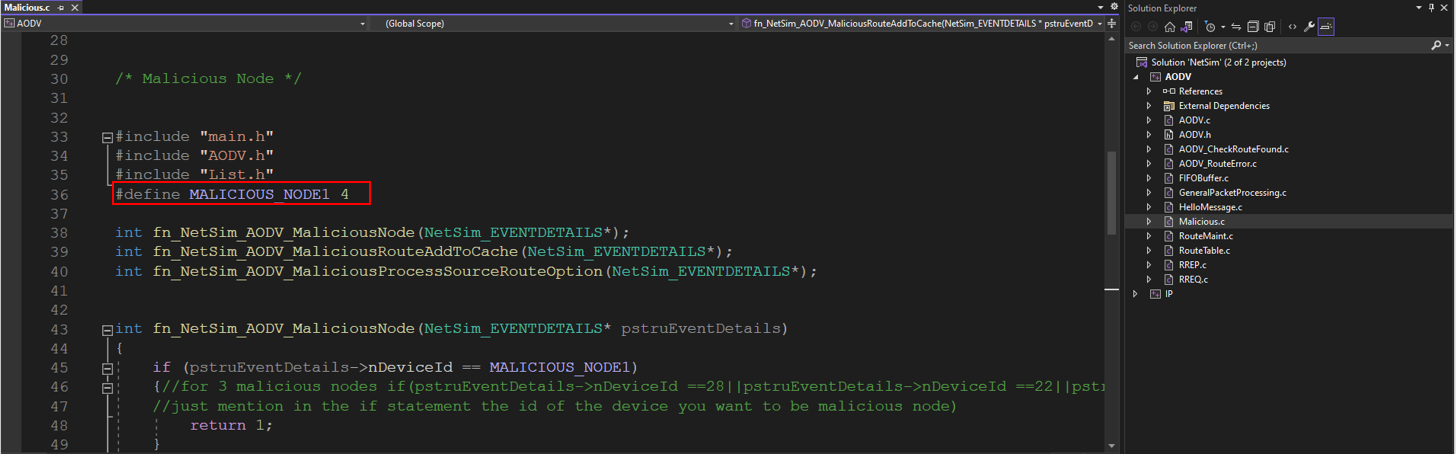 Malicious.c
AODV
(Global Scope)
fn_NetSim_AODV_MaliciousRouteAddToCache(NetSim_EVENTDETAILS * pstruEventD
28
29
30 /* Malicious Node */
31
32
33 #include "main.h"
34 #include "AODV.h"
35 #include "List.h"
36 #define MALICIOUS_NODE1 4
37
38 int fn_NetSim_AODV_MaliciousNode(NetSim_EVENTDETAILS*);
39 int fn_NetSim_AODV_MaliciousRouteAddToCache(NetSim_EVENTDETAILS*);
40 int fn_NetSim_AODV_MaliciousProcessSourceRouteOption(NetSim_EVENTDETAILS*);
41
42
43 int fn_NetSim_AODV_MaliciousNode(NetSim_EVENTDETAILS* pstruEventDetails)
44 {
45 if (pstruEventDetails->nDeviceId == MALICIOUS_NODE1)
46 {//for 3 malicious nodes if(pstruEventDetails->nDeviceId ==28||pstruEventDetails->nDeviceId ==22||pst
47 //just mention in the if statement the id of the device you want to be malicious node)
48 return 1;
49 }
Solution Explorer
Search Solution Explorer (Ctrl+;)
Solution 'NetSim' (2 of 2 projects)
AODV
References
External Dependencies
AODV.c
AODV.h
AODV_CheckRouteFound.c
AODV_RouteError.c
FIFOBuffer.c
GeneralPacketProcessing.c
HelloMessage.c
Malicious.c
RouteMaint.c
RouteTable.c
RREP.c
RREQ.c
IP